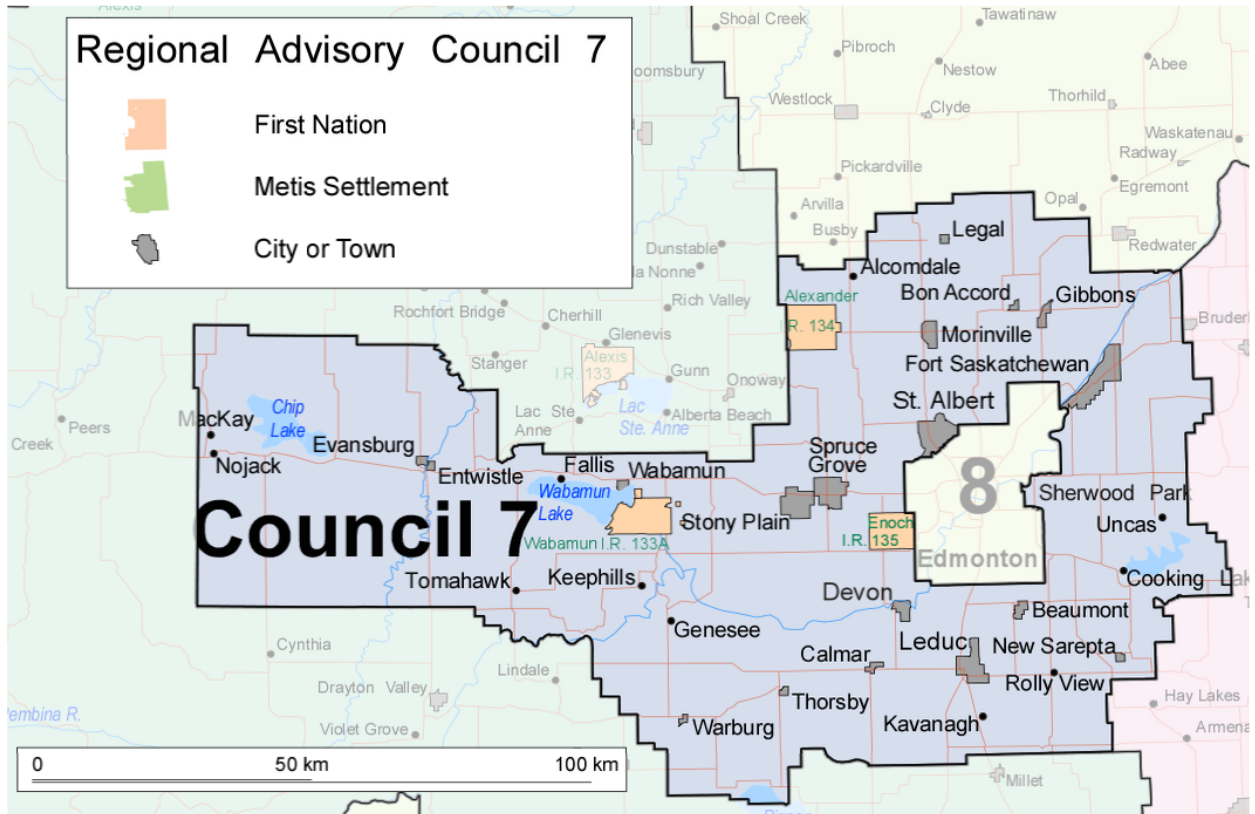 Alexis
Shoal Creek
Tawatinaw
Regional Advisory Council 7
Pibroch
Nestow
Abee
oomsbury
First Nation
Westlock
Clyde
Thorhild
Waskatenau
Radway
Metis Settlement
Pickardville
Egremont
Arvilla
Opal
City or Town
Busby
Legal
Redwater
Dunstable
la Nonne
Alcomdale
Rich Valley
Alexander
I.R. 134
Bon Accord
Gibbons
Rochfort Bridge
Cherhill
Glenevis
Bruder
Morinville
Stanger
Alexis
I.R. 133
Gunn
Fort Saskatchewan
Onoway
Lac Ste
Anne
Lac
Ste. Anne
Alberta Beach
St. Albert
Chip
Lake
MacKay
Peers
Creek
Nojack
Evansburg
Entwistle
Fallis
Wabamun
Spruce
Grove
Wabamun
Lake
Stony Plain
8
Sherwood Park
Uncas
Council 7
Wabamun I.R. 133A
Enoch
I.R. 135
Edmonton
Tomahawk
Keephills
Cooking
Lak
Devon
Beaumont
Genesee
Cynthia
Leduc
New Sarepta
Calmar
Lindale
Rolly View
Drayton Valley
Thorsby
Hay Lakes
Pembina R.
Violet Grove
Warburg
Kavanagh
Armena
0 50 km 100 km
Millet